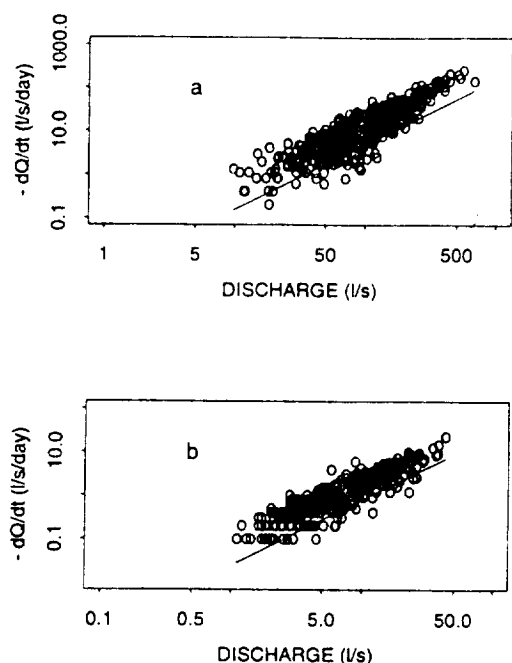 1000.0
a
10.0
0.1
- dQ/dt (l/s/day)
1 5 50 500
DISCHARGE (l/s)
b
10.0
0.1
- dQ/dt (l/s/day)
0.1 0.5 5.0 50.0
DISCHARGE (l/s)